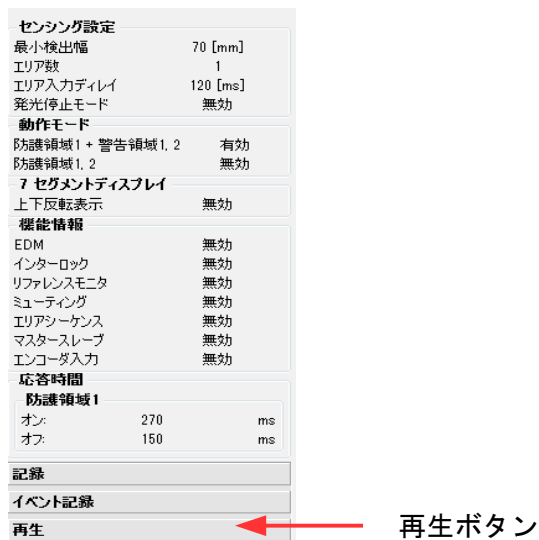 センシング設定
最小検出幅 70 [mm]
エリア数 1
エリア入力ディレイ 120 [ms]
発光停止モード 無効
動作モード
防護領域1 + 警告領域1, 2 有効
防護領域1, 2 無効
7 セグメントディスプレイ
上下反転表示 無効
機能情報
EDM 無効
インターロック 無効
リファレンスモニタ 無効
ミューティング 無効
エリアシーケンス 無効
マスタースレーブ 無効
エンコーダ入力 無効
応答時間
防護領域1
オン: 270 ms
オフ: 150 ms
記録
イベント記録
再生 再生ボタン